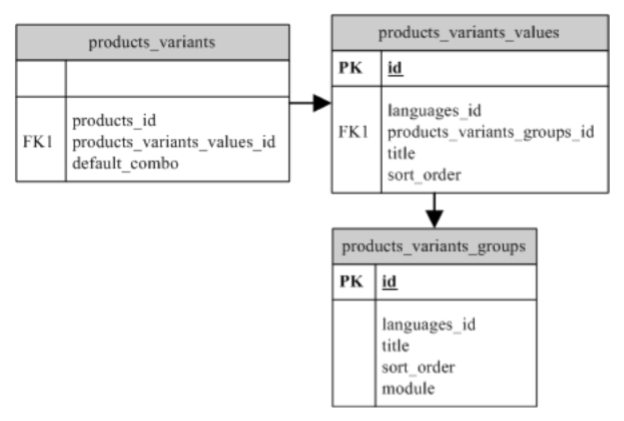 products_variants
products_id
FK1 products_variants_values_id
default_combo
products_variants_values
PK id
languages_id
FK1 products_variants_groups_id
title
sort_order
products_variants_groups
PK id
languages_id
title
sort_order
module